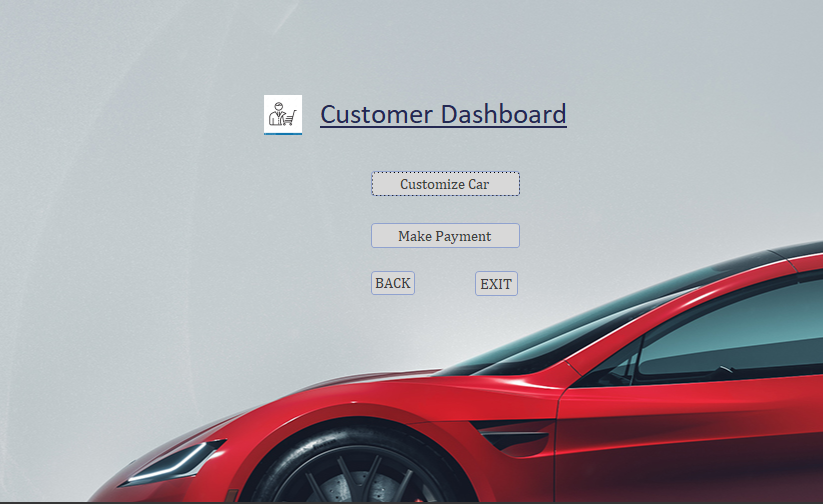 Customer Dashboard
Customize Car
Make Payment
BACK EXIT